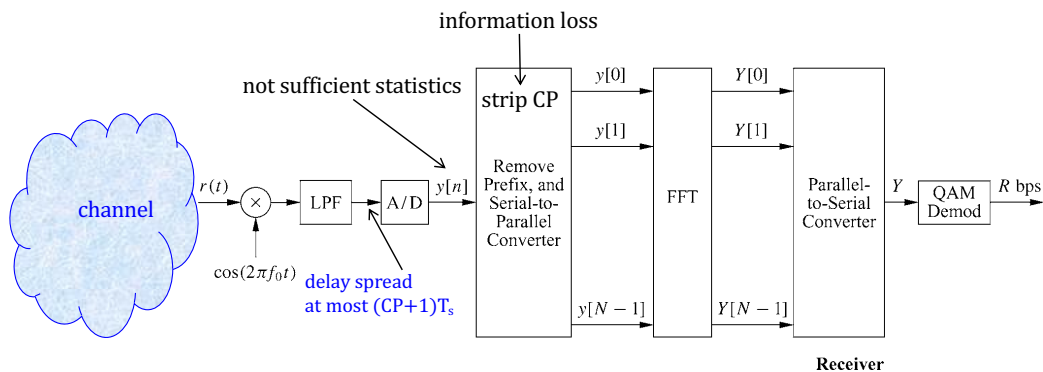 information loss
not sufficient statistics
strip CP
channel
r(t)
×
cos(2πf₀t)
LPF
A/D
y[n]
delay spread
at most (CP+1)Tₛ
Remove
Prefix, and
Serial-to-
Parallel
Converter
y[0]
y[1]
y[N − 1]
FFT
Y[0]
Y[1]
Y[N − 1]
Parallel-
to-Serial
Converter
Y
QAM
Demod
R bps
Receiver